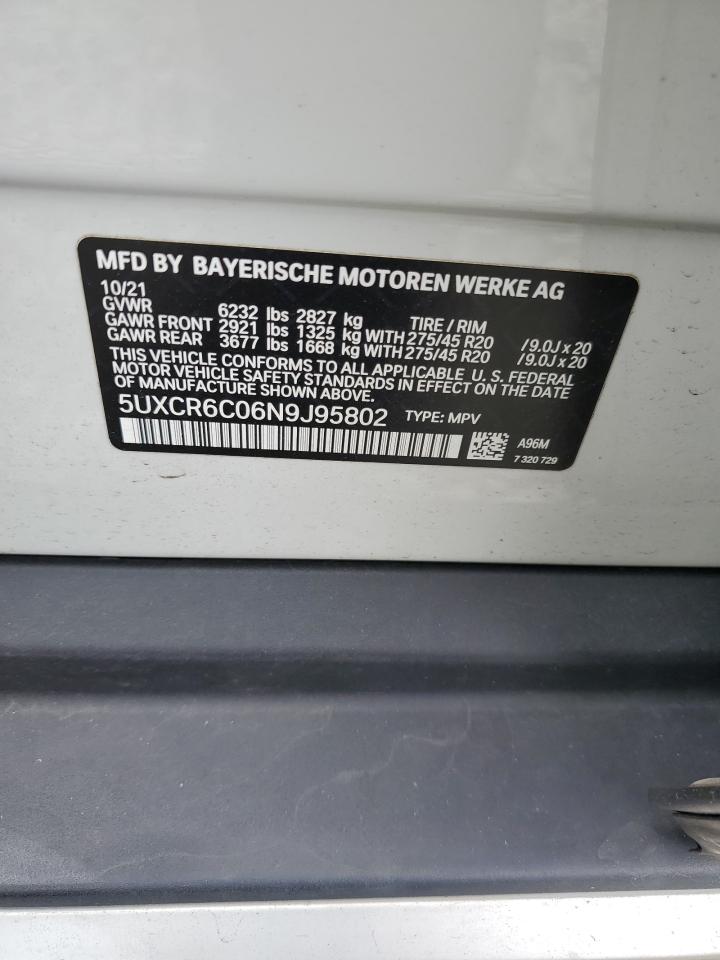 MFD BY BAYERISCHE MOTOREN WERKE AG
10/21
GVWR 6232 lbs 2827 kg TIRE / RIM
GAWR FRONT 2921 lbs 1325 kg WITH 275/45 R20 /9.0J x 20
GAWR REAR 3677 lbs 1668 kg WITH 275/45 R20 /9.0J x 20
THIS VEHICLE CONFORMS TO ALL APPLICABLE U. S. FEDERAL
MOTOR VEHICLE SAFETY STANDARDS IN EFFECT ON THE DATE
OF MANUFACTURE SHOWN ABOVE.
5UXCR6C06N9J95802 TYPE: MPV
A96M
7 320 729